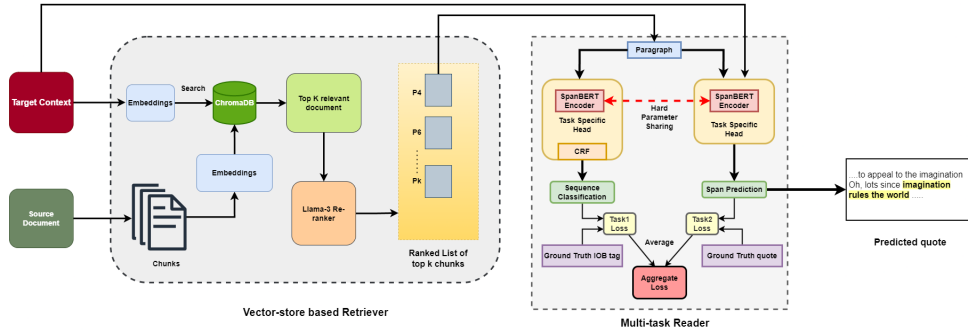 Target Context
Source
Document
Embeddings
Search
ChromaDB
Top K relevant
document
Embeddings
Chunks
Llama-3 Re-
ranker
P4
P6
......
Pk
Ranked List of
top k chunks
Vector-store based Retriever
Paragraph
SpanBERT
Encoder
Task Specific
Head
CRF
Hard
Parameter
Sharing
SpanBERT
Encoder
Task Specific
Head
Sequence
Classification
Span Prediction
Task1
Loss
Task2
Loss
Average
Ground Truth IOB tag
Ground Truth quote
Aggregate
Loss
Multi-task Reader
....to appeal to the imagination
Oh, lots since imagination
rules the world .....
Predicted quote